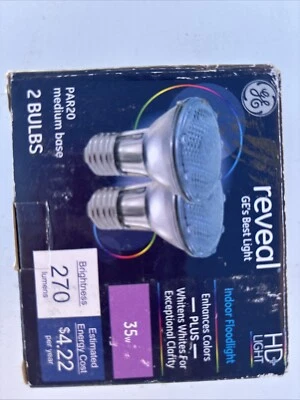 GE
reveal
GE's Best Light
HD
LIGHT
Indoor Floodlight
Enhances Colors
— PLUS —
Whitens Whites For
Exceptional Clarity
PAR20
medium base
2 BULBS
Brightness
270
lumens
Estimated
Energy Cost
$4.22
per year
35W